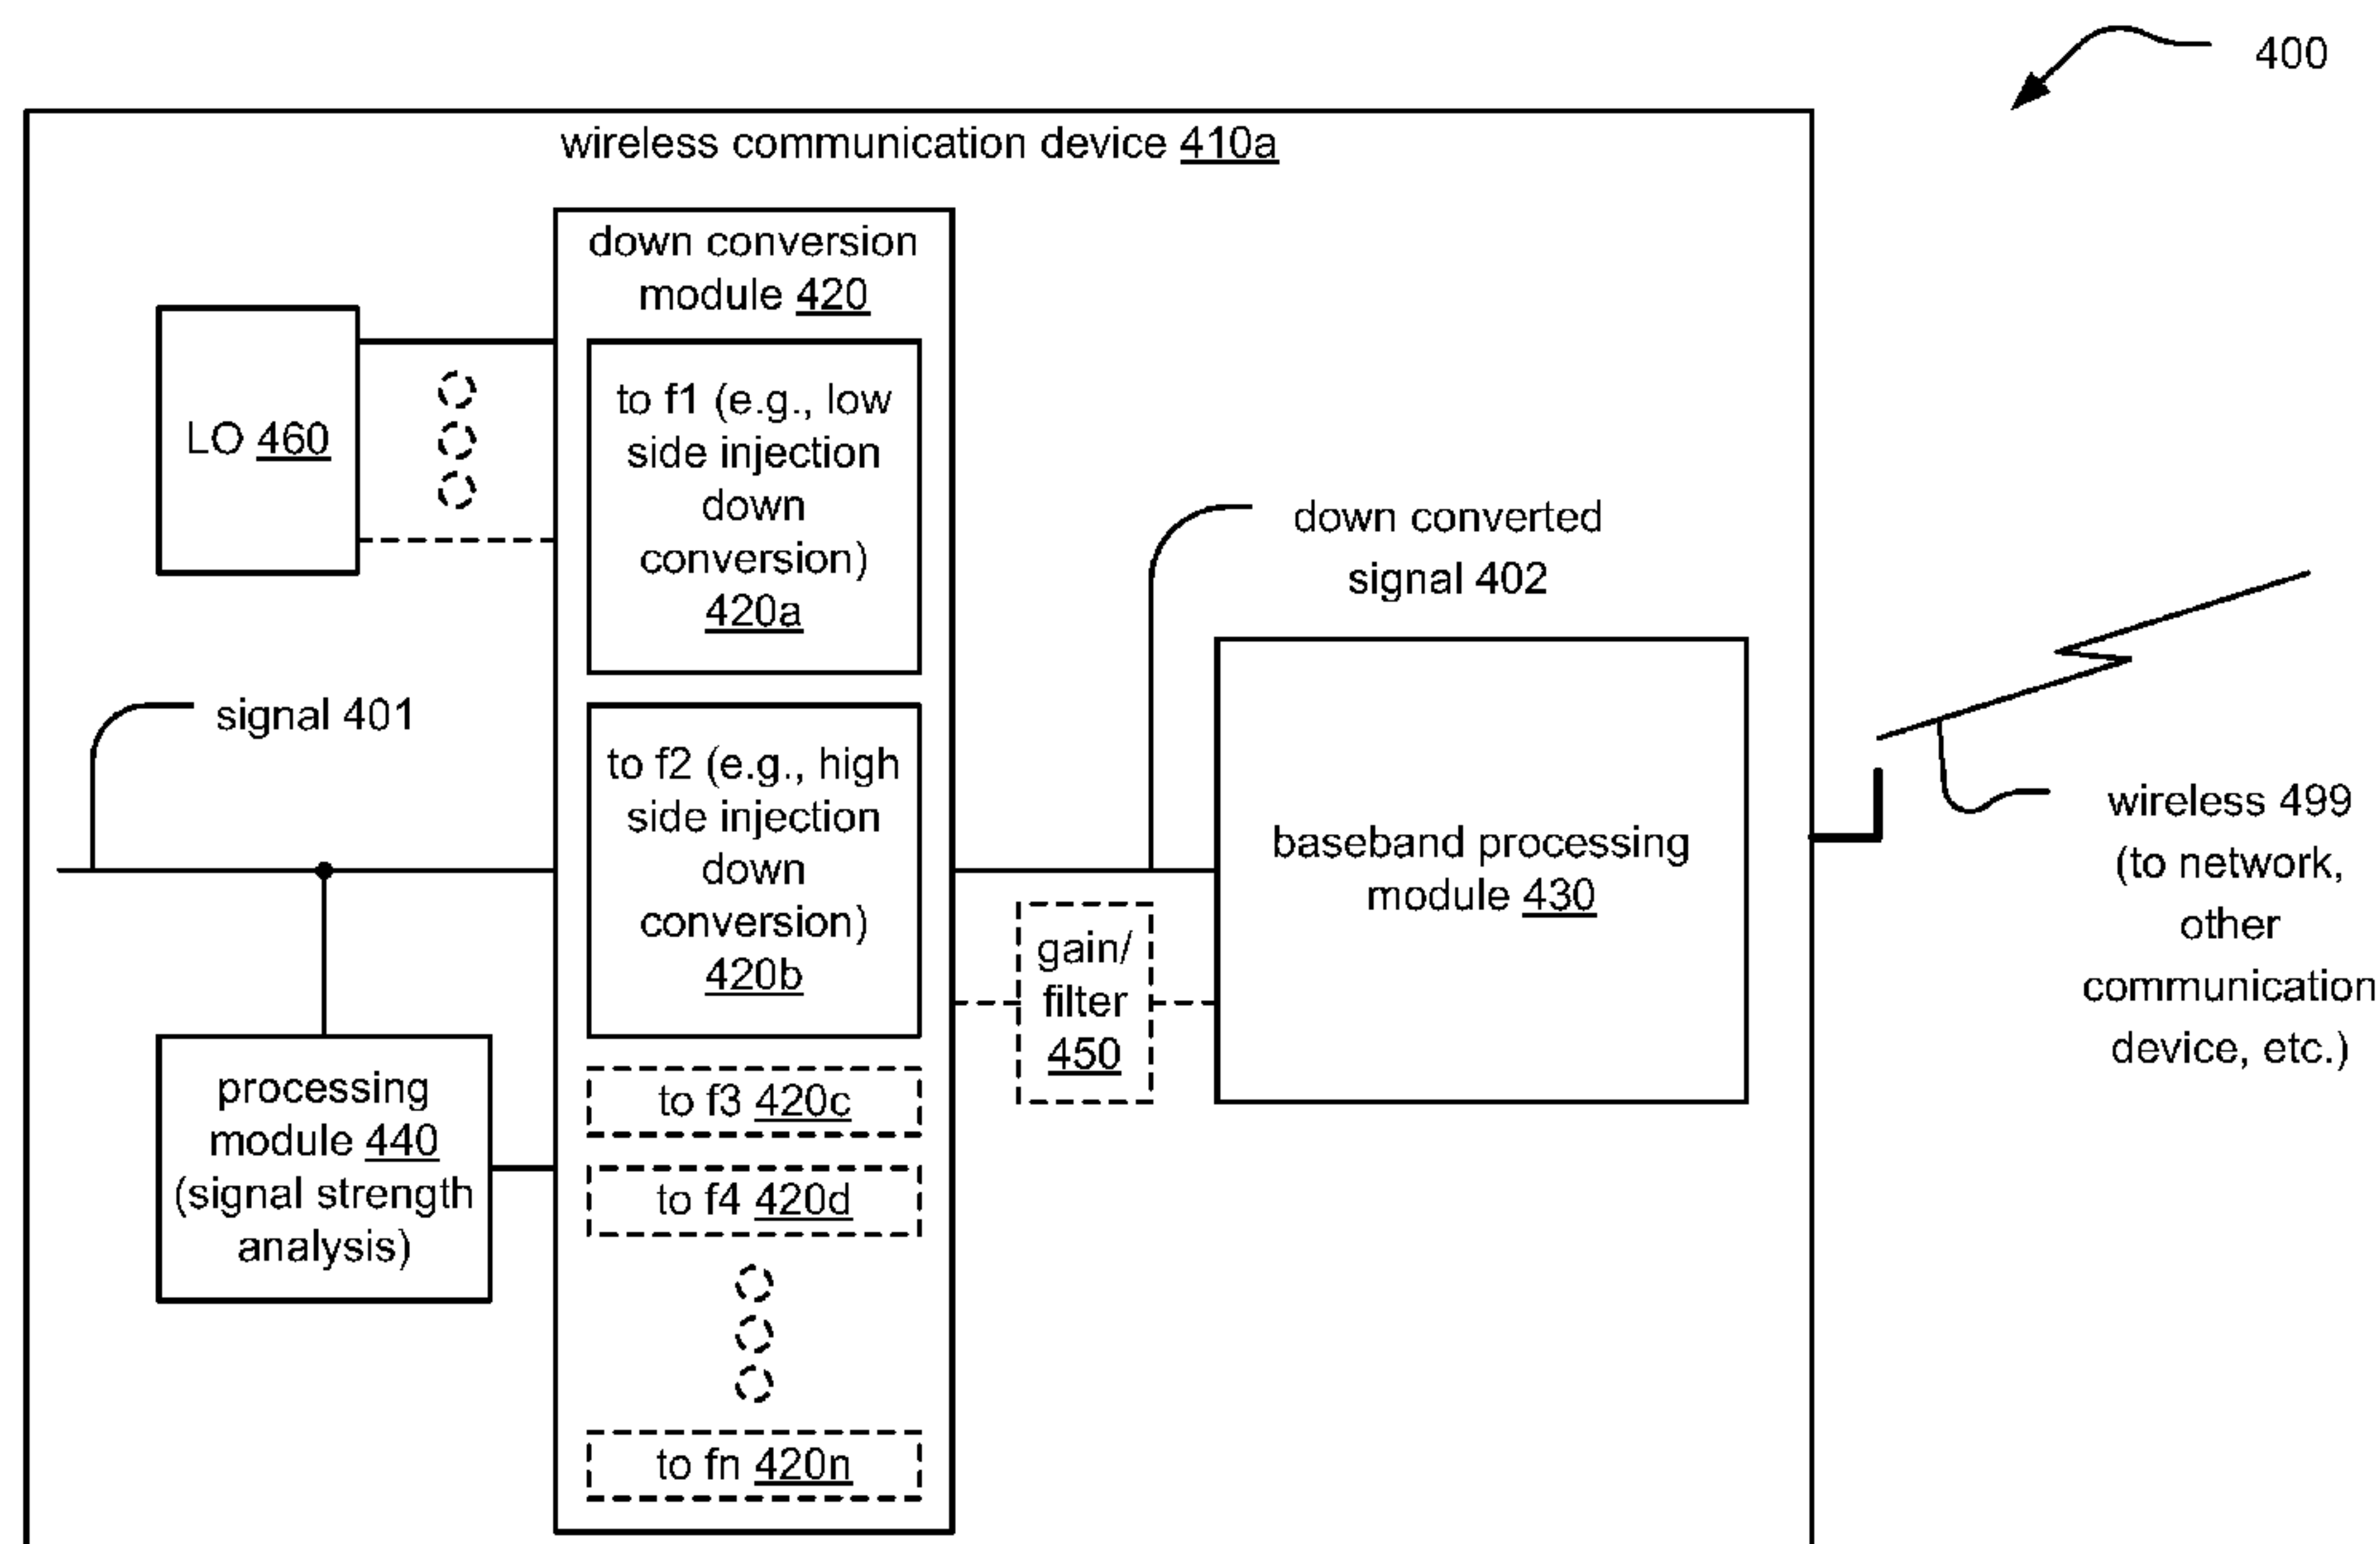 400
wireless communication device 410a
down conversion
module 420
LO 460
to f1 (e.g., low
side injection
down
conversion)
420a
down converted
signal 402
signal 401
to f2 (e.g., high
side injection
down
conversion)
420b
baseband processing
module 430
gain/
filter
450
wireless 499
(to network,
other
communication
device, etc.)
processing
module 440
(signal strength
analysis)
to f3 420c
to f4 420d
to fn 420n